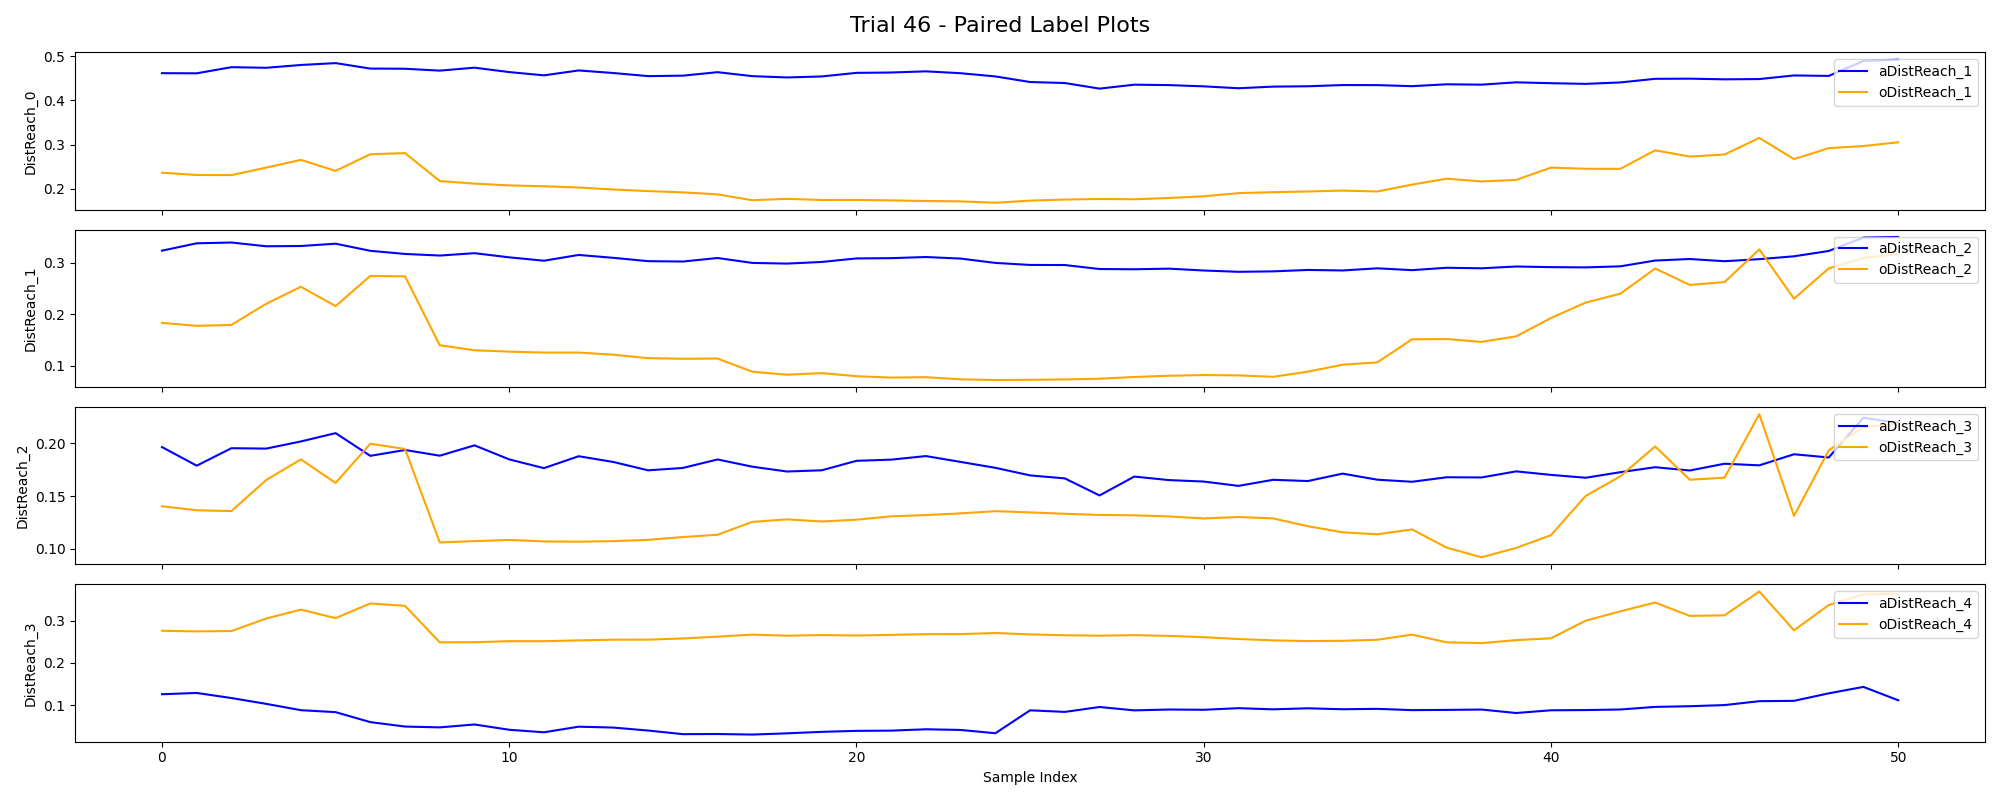 Trial 46 - Paired Label Plots
DistReach_0
0.5
0.4
0.3
0.2
aDistReach_1
oDistReach_1
DistReach_1
0.3
0.2
0.1
aDistReach_2
oDistReach_2
DistReach_2
0.20
0.15
0.10
aDistReach_3
oDistReach_3
DistReach_3
0.3
0.2
0.1
aDistReach_4
oDistReach_4
0 10 20 30 40 50
Sample Index